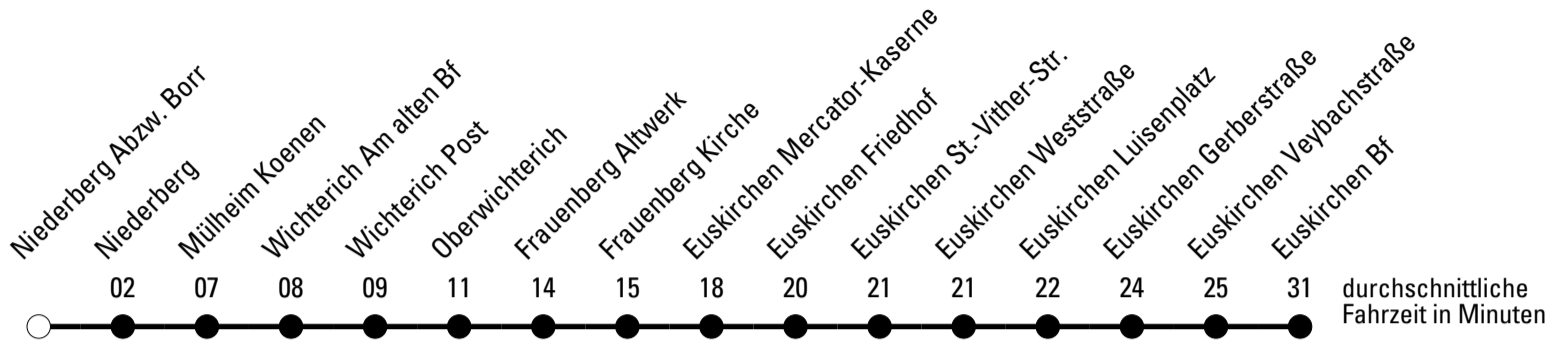 Niederberg Abzw. Borr
Niederberg
Mülheim Koenen
Wichterich Am alten Bf
Wichterich Post
Oberwichterich
Frauenberg Altwerk
Frauenberg Kirche
Euskirchen Mercator-Kaserne
Euskirchen Friedhof
Euskirchen St.-Vither-Str.
Euskirchen Weststraße
Euskirchen Luisenplatz
Euskirchen Gerberstraße
Euskirchen Veybachstraße
Euskirchen Bf
02 07 08 09 11 14 15 18 20 21 21 22 24 25 31
durchschnittliche
Fahrzeit in Minuten